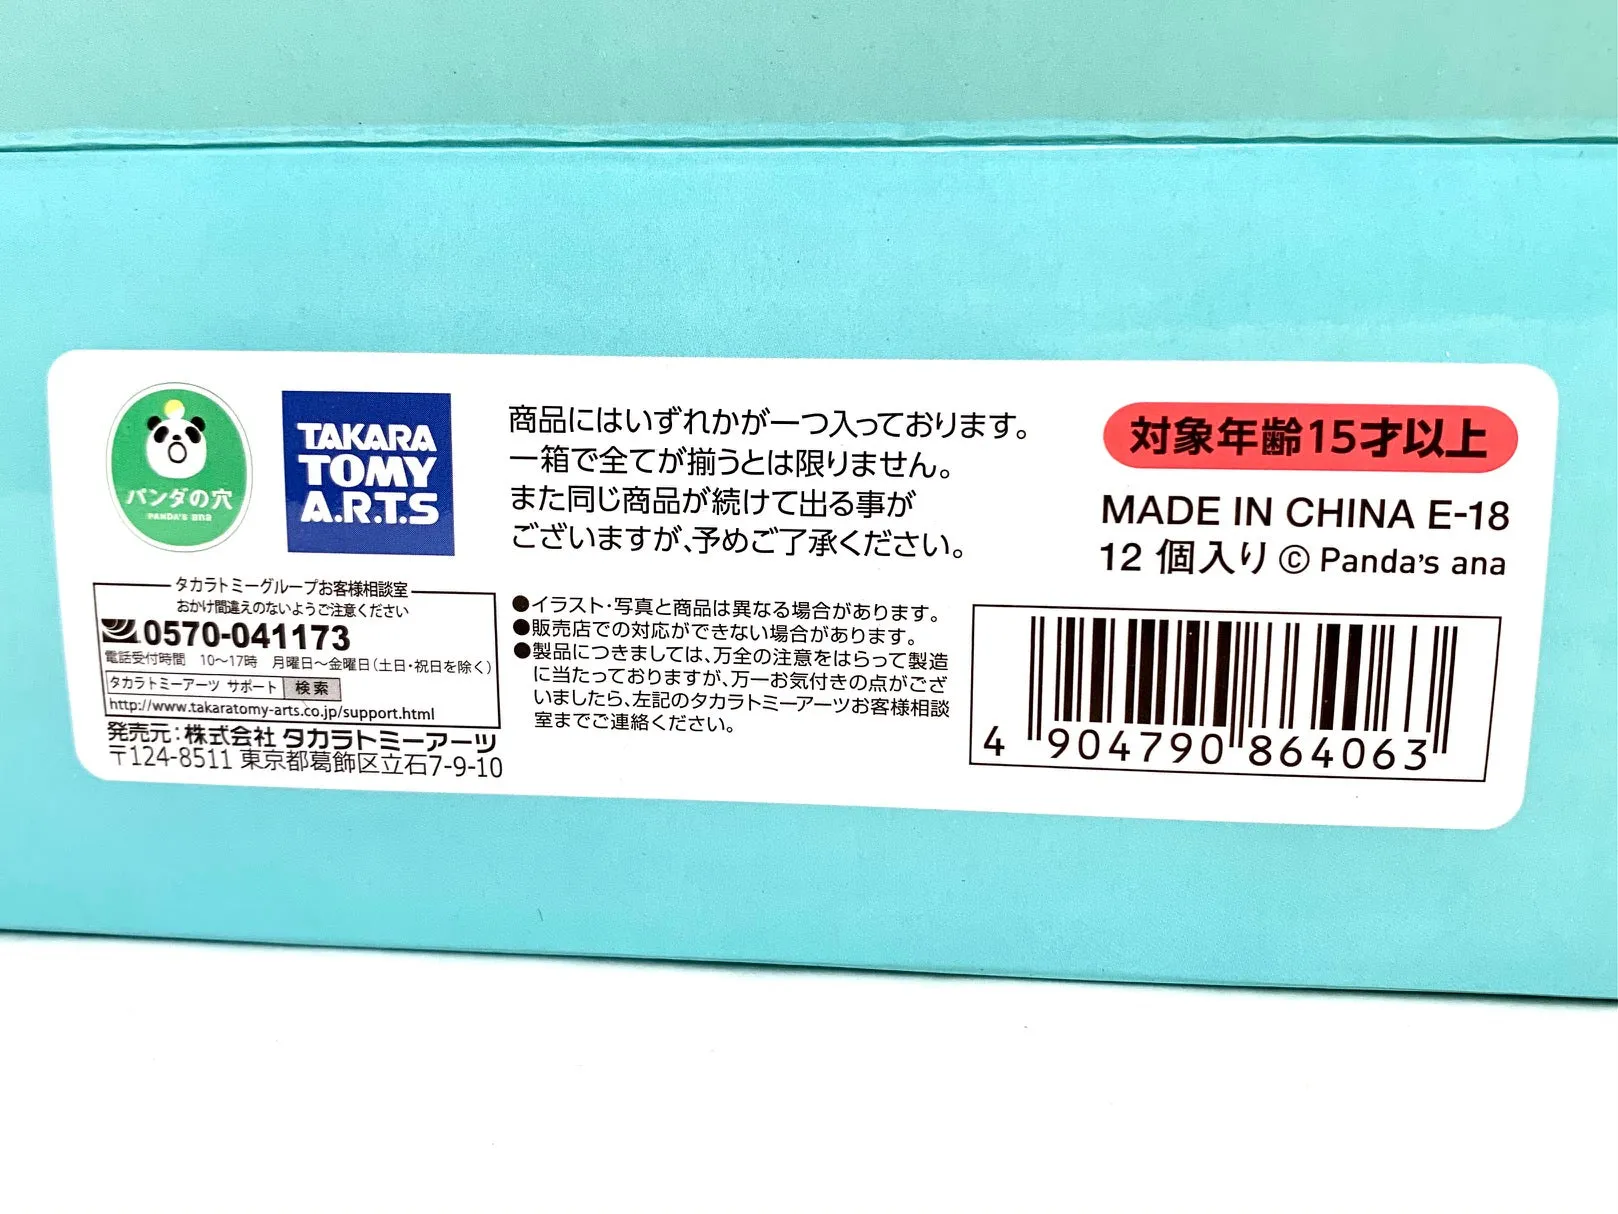 パンダの穴
PANDA'S ana
TAKARA
TOMY
A.R.T.S
タカラトミーグループお客様相談室
おかけ間違えのないようご注意ください
0570-041173
電話受付時間 10〜17時 月曜日〜金曜日(土日・祝日を除く)
タカラトミーアーツ サポート 検索
http://www.takaratomy-arts.co.jp/support.html
発売元:株式会社 タカラトミーアーツ
〒124-8511 東京都葛飾区立石7-9-10
商品にはいずれかが一つ入っております。
一箱で全てが揃うとは限りません。
また同じ商品が続けて出る事が
ございますが、予めご了承ください。
●イラスト・写真と商品は異なる場合があります。
●販売店での対応ができない場合があります。
●製品につきましては、万全の注意をはらって製造
に当たっておりますが、万一お気付きの点がござ
いましたら、左記のタカラトミーアーツお客様相談
室までご連絡ください。
対象年齢15才以上
MADE IN CHINA E-18
12 個入り © Panda's ana
4 904790 864063